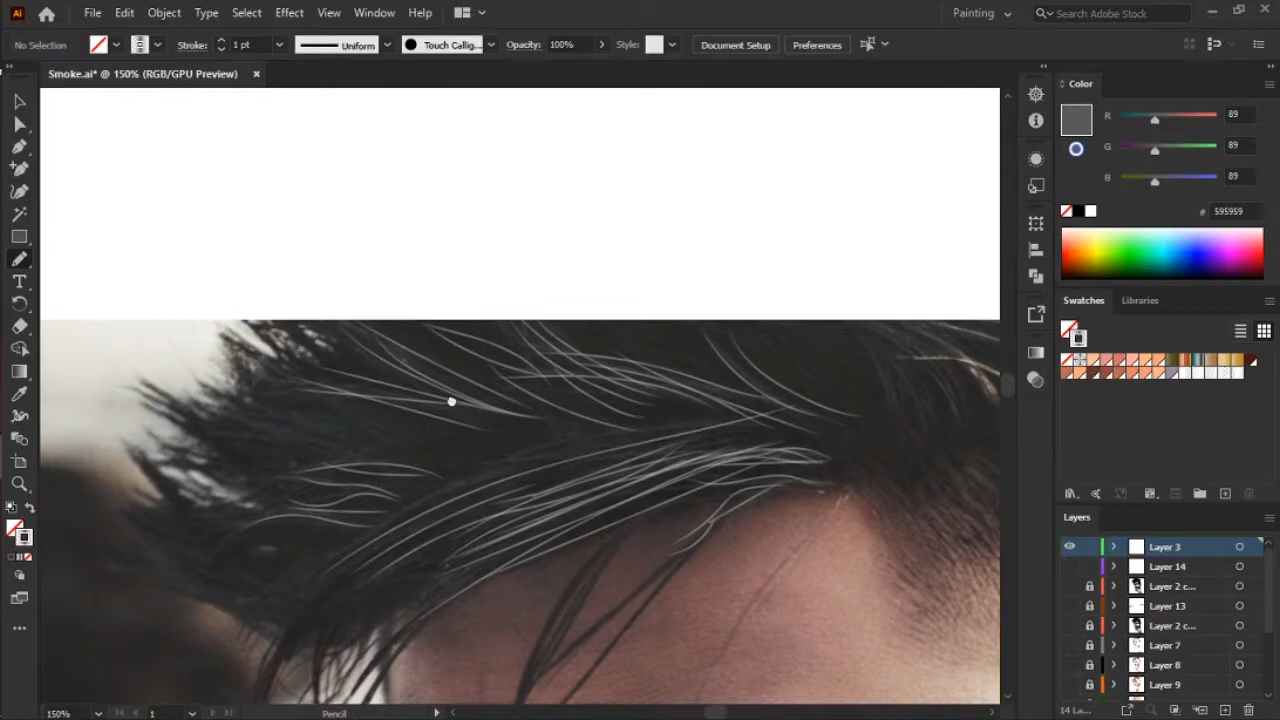 Ai File Edit Object Type Select Effect View Window Help Painting Search Adobe Stock
No Selection Stroke: 1 pt Uniform Touch Callig... Opacity: 100% Style: Document Setup Preferences
Smoke.ai* @ 150% (RGB/GPU Preview) ×
Color
R 89
G 89
B 89
# 595959
Swatches Libraries
Layers
Layer 3
Layer 14
Layer 2 c...
Layer 13
Layer 2 c...
Layer 7
Layer 8
Layer 9
14 La...
150% 1 Pencil